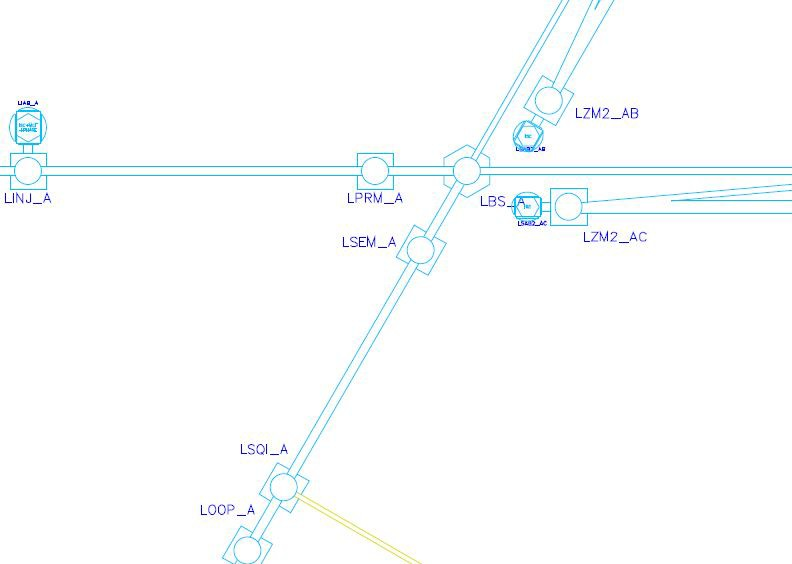 LZM2_AB
LINJ_A
LPRM_A
LBS_A
LSEM_A
LZM2_AC
LSQI_A
LOOP_A